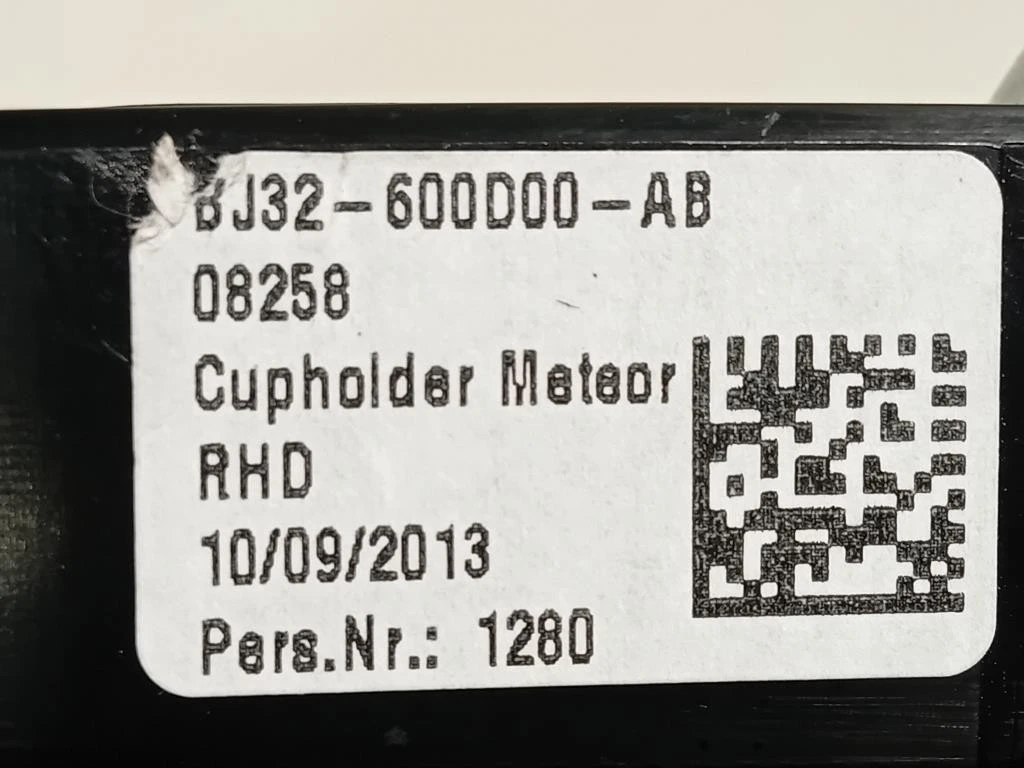 BJ32-600D00-AB
08258
Cupholder Meteor
RHD
10/09/2013
Pers.Nr.: 1280